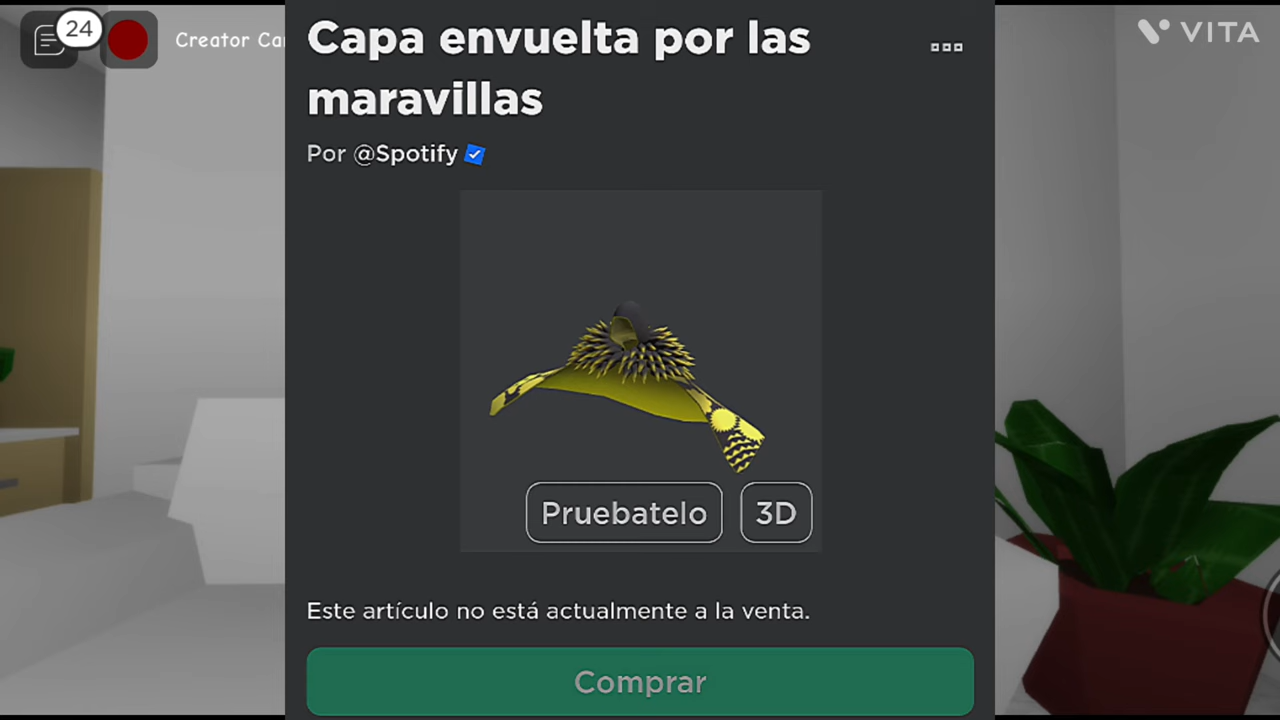 24
Creator Ca
VITA
Capa envuelta por las
maravillas
Por @Spotify
Pruebatelo
3D
Este artículo no está actualmente a la venta.
Comprar